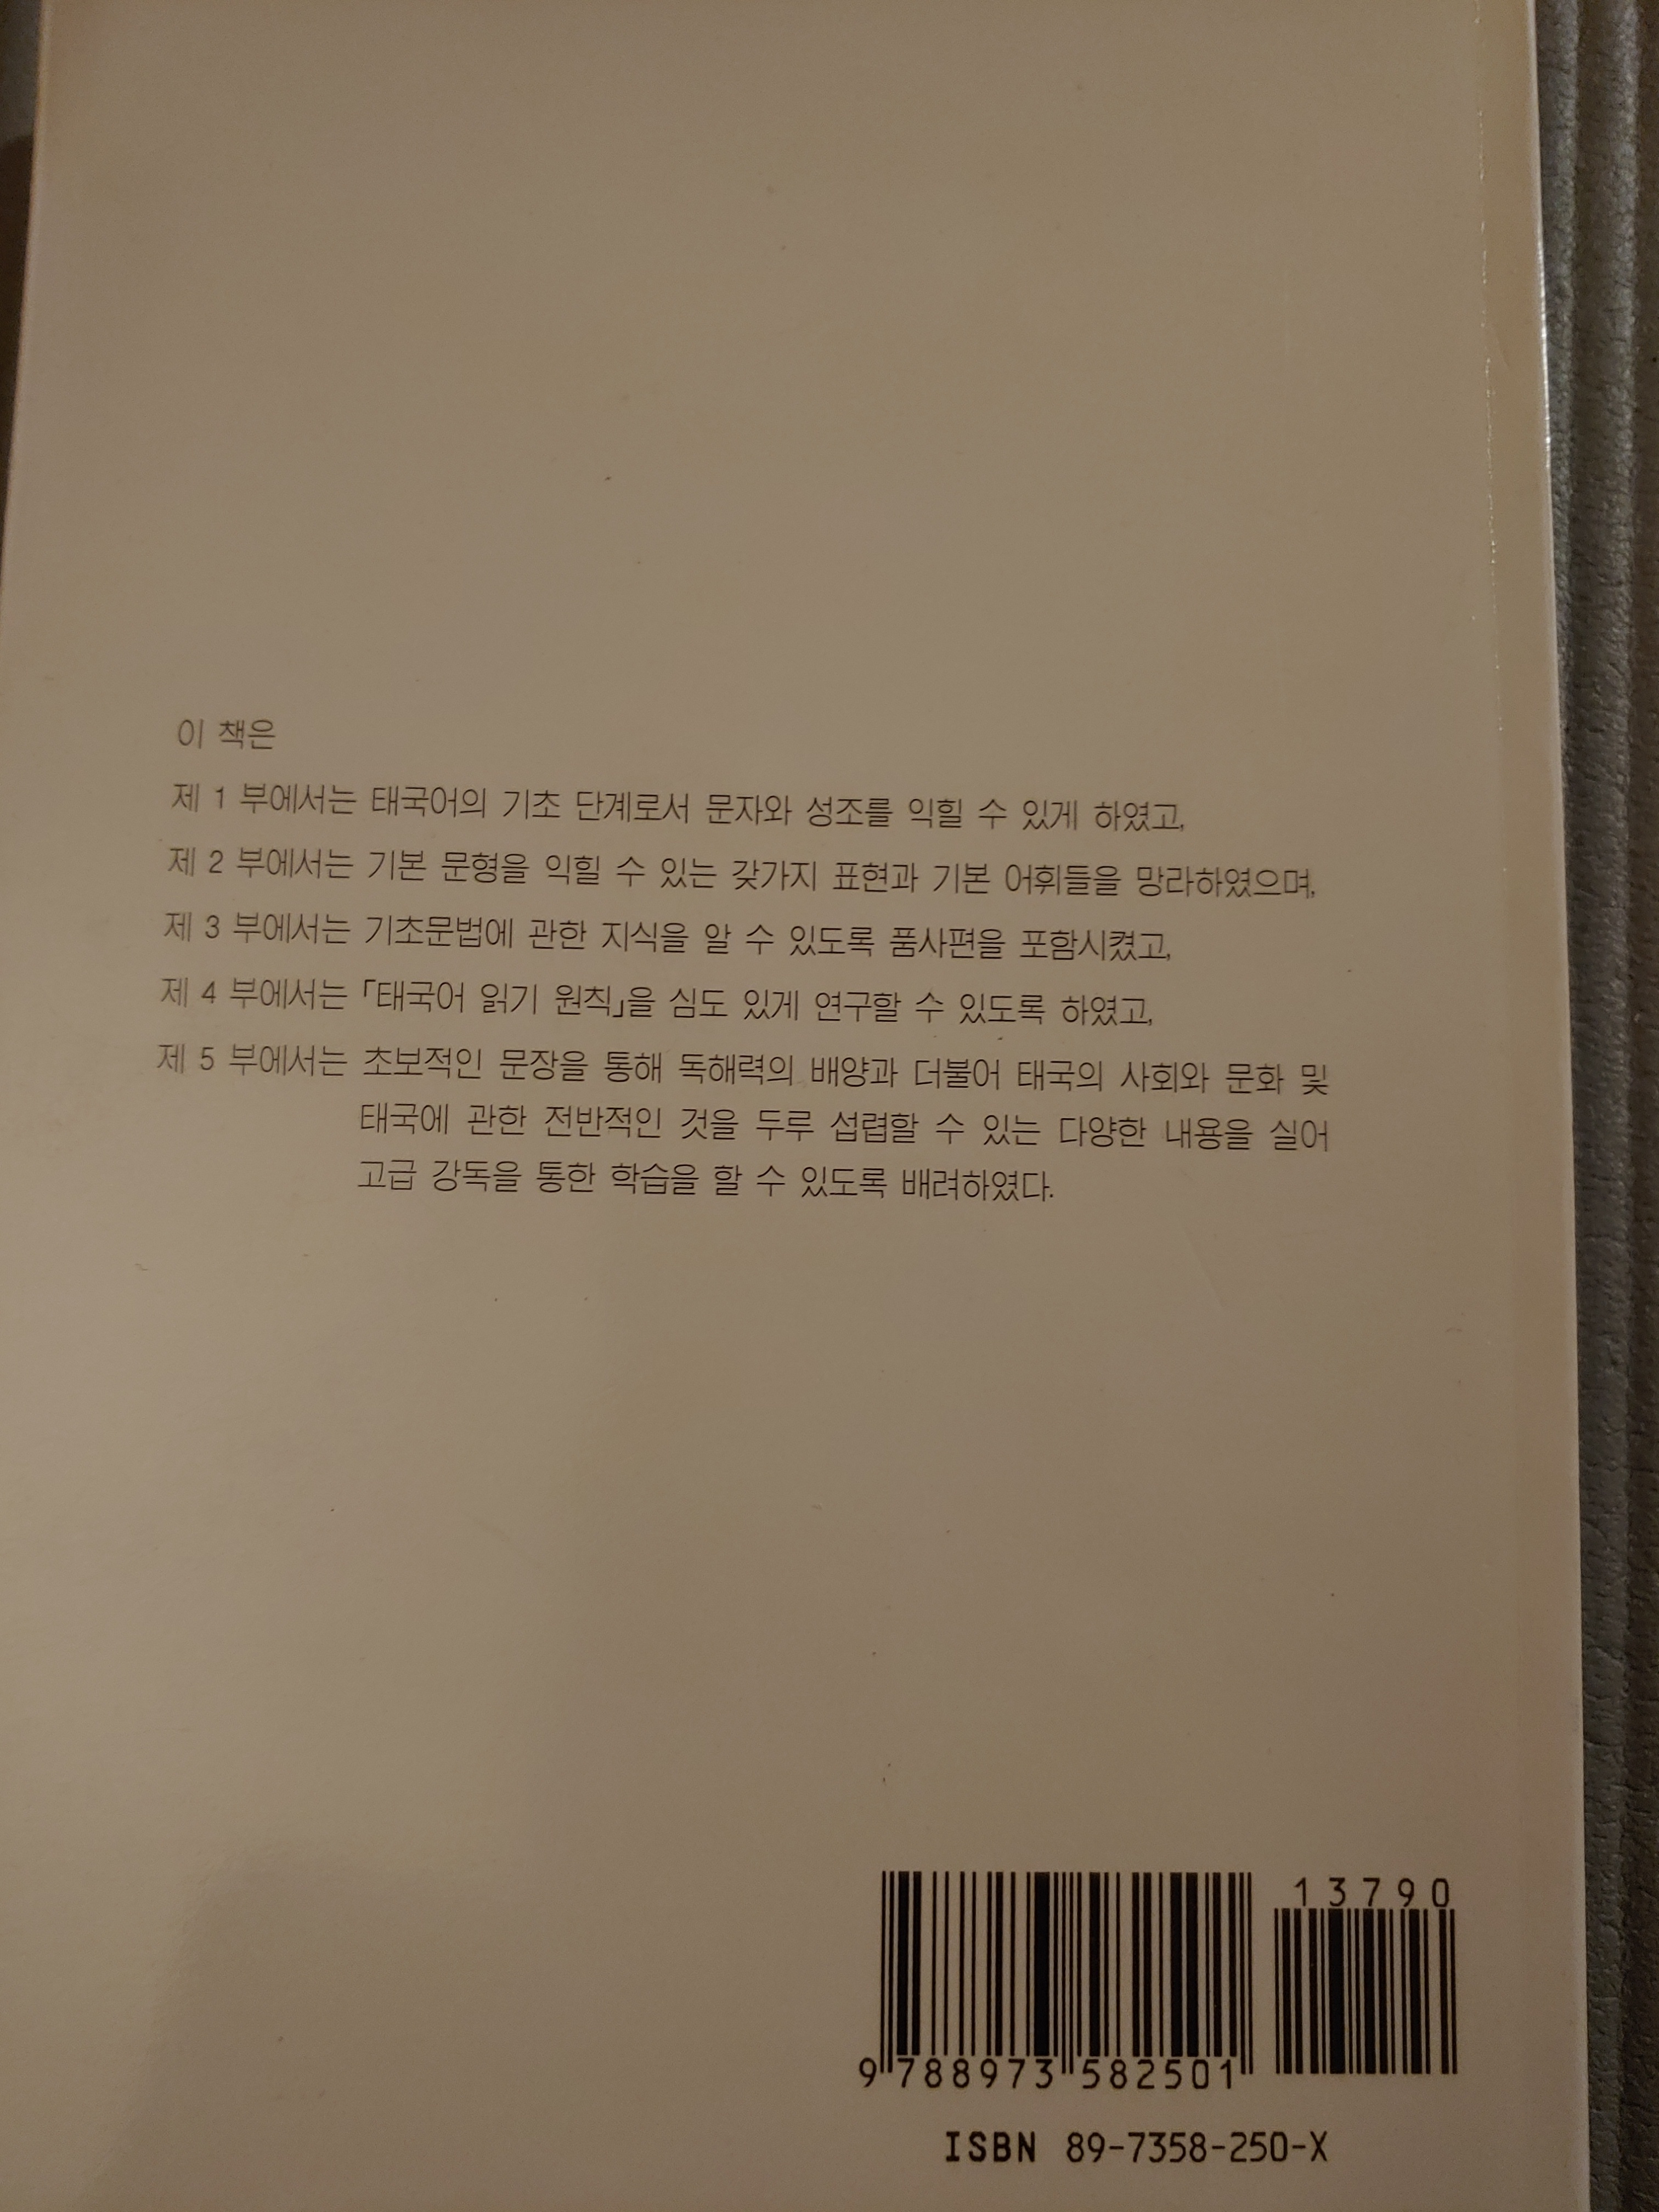 이 책은
제 1 부에서는 태국어의 기초 단계로서 문자와 성조를 익힐 수 있게 하였고,
제 2 부에서는 기본 문형을 익힐 수 있는 갖가지 표현과 기본 어휘들을 망라하였으며,
제 3 부에서는 기초문법에 관한 지식을 알 수 있도록 품사편을 포함시켰고,
제 4 부에서는 「태국어 읽기 원칙」을 심도 있게 연구할 수 있도록 하였고,
제 5 부에서는 초보적인 문장을 통해 독해력의 배양과 더불어 태국의 사회와 문화 및
태국에 관한 전반적인 것을 두루 섭렵할 수 있는 다양한 내용을 실어
고급 강독을 통한 학습을 할 수 있도록 배려하였다.
13790
9 788973 582501
ISBN 89-7358-250-X